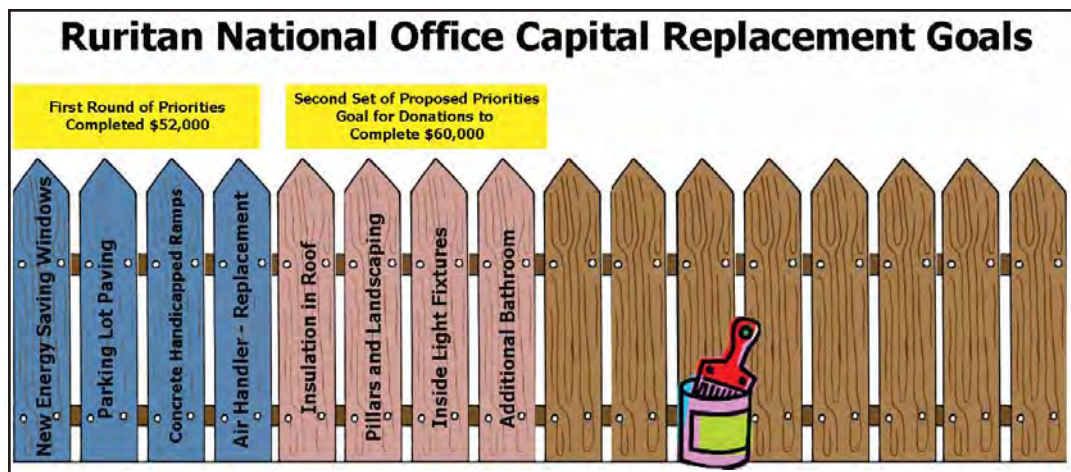 Ruritan National Office Capital Replacement Goals
First Round of Priorities
Completed $52,000
Second Set of Proposed Priorities
Goal for Donations to
Complete $60,000
New Energy Saving Windows
Parking Lot Paving
Concrete Handicapped Ramps
Air Handler - Replacement
Insulation in Roof
Pillars and Landscaping
Inside Light Fixtures
Additional Bathroom